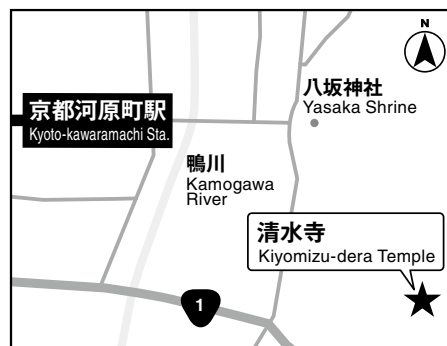 N
八坂神社
Yasaka Shrine
京都河原町駅
Kyoto-kawaramachi Sta.
鴨川
Kamogawa
River
清水寺
Kiyomizu-dera Temple
1